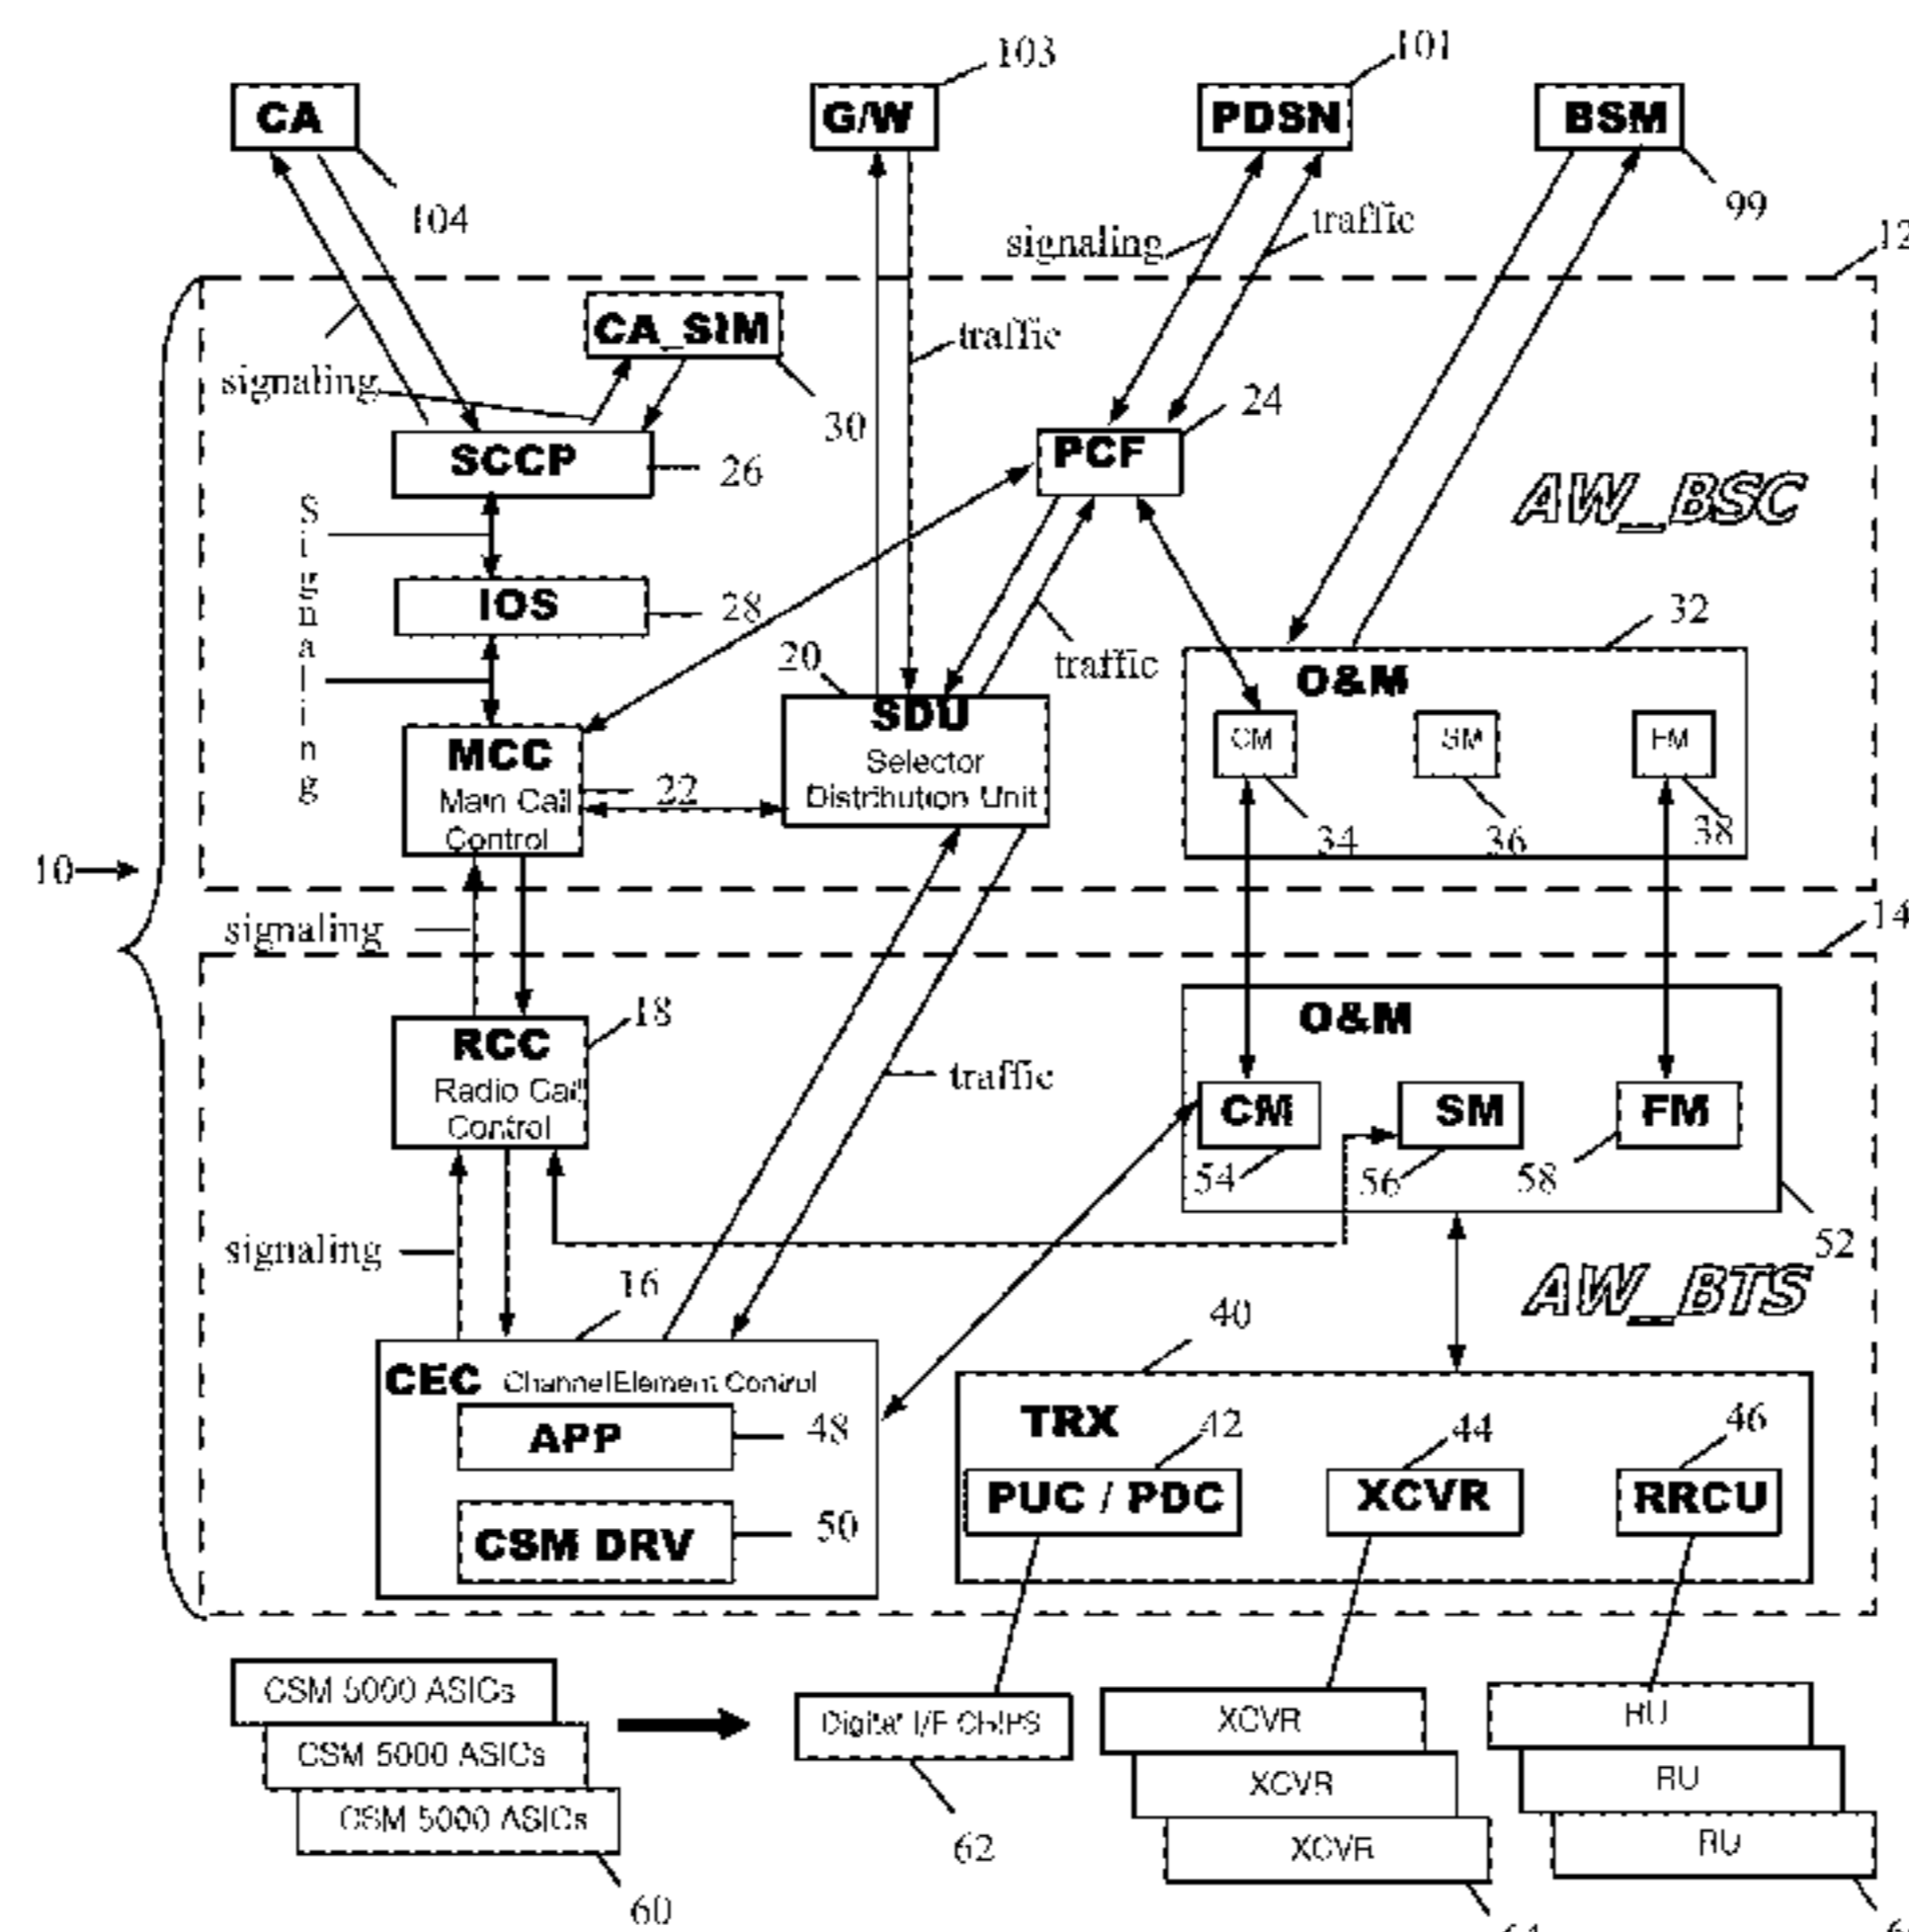 103
101
CA
G/W
PDSN
BSM
104
99
signaling
traffic
12
CA_SIM
traffic
signaling
30
24
SCCP
26
PCF
AW_BSC
Signaling
IOS
28
32
20
traffic
O&M
SDU
Selector
Distribution Unit
CM
SM
FM
MCC
Main Call
Control
22
34
36
38
10
signaling
14
18
O&M
RCC
Radio Call
Control
traffic
CM
SM
FM
54
56
58
signaling
52
16
AW_BTS
40
CEC Channel Element Control
TRX
42
44
46
APP
48
PUC / PDC
XCVR
RRCU
CSM DRV
50
CSM 5000 ASICs
CSM 5000 ASICs
CSM 5000 ASICs
Digital I/F CHIPS
XCVR
XCVR
XCVR
RU
RU
RU
62
60